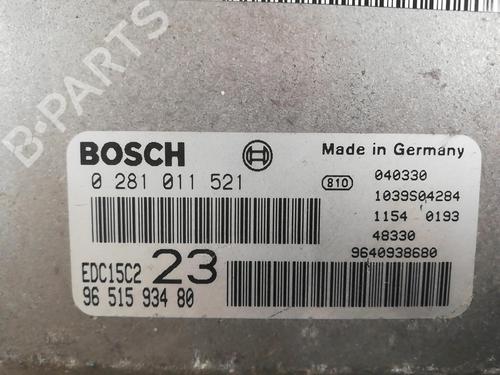 B-PARTS
BOSCH
Made in Germany
0 281 011 521
810
040330
1039S04284
1154 0193
48330
9640938680
EDC15C2 23
96 515 934 80